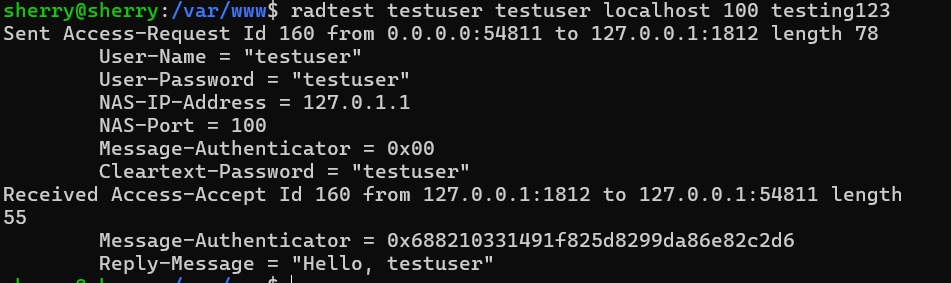 sherry@sherry:/var/www$ radtest testuser testuser localhost 100 testing123
Sent Access-Request Id 160 from 0.0.0.0:54811 to 127.0.0.1:1812 length 78
User-Name = "testuser"
User-Password = "testuser"
NAS-IP-Address = 127.0.1.1
NAS-Port = 100
Message-Authenticator = 0x00
Cleartext-Password = "testuser"
Received Access-Accept Id 160 from 127.0.0.1:1812 to 127.0.0.1:54811 length
55
Message-Authenticator = 0x688210331491f825d8299da86e82c2d6
Reply-Message = "Hello, testuser"